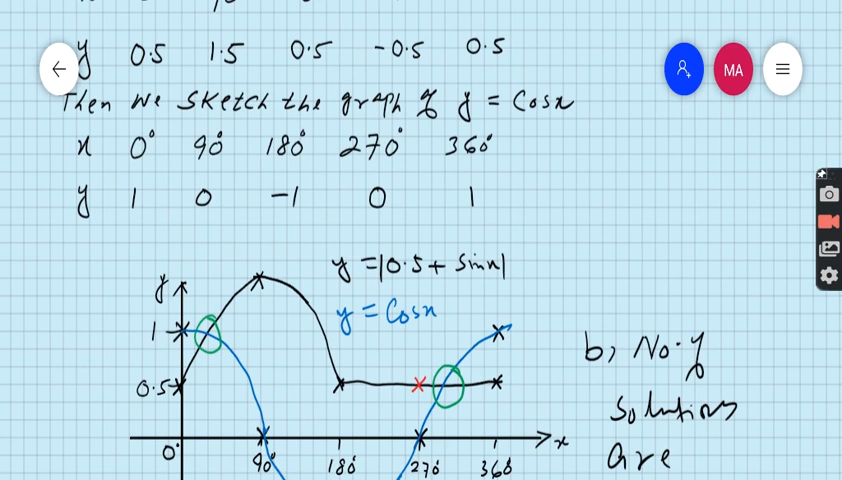 y 0.5 1.5 0.5 -0.5 0.5
MA
Then we sketch the graph of y = Cosx
x 0° 90° 180° 270° 360°
y 1 0 -1 0 1
y = |0.5 + Sinx|
y
y = Cosx
1
b, No. of
0.5
solutions
x
0° 90° 180° 270° 360°
are